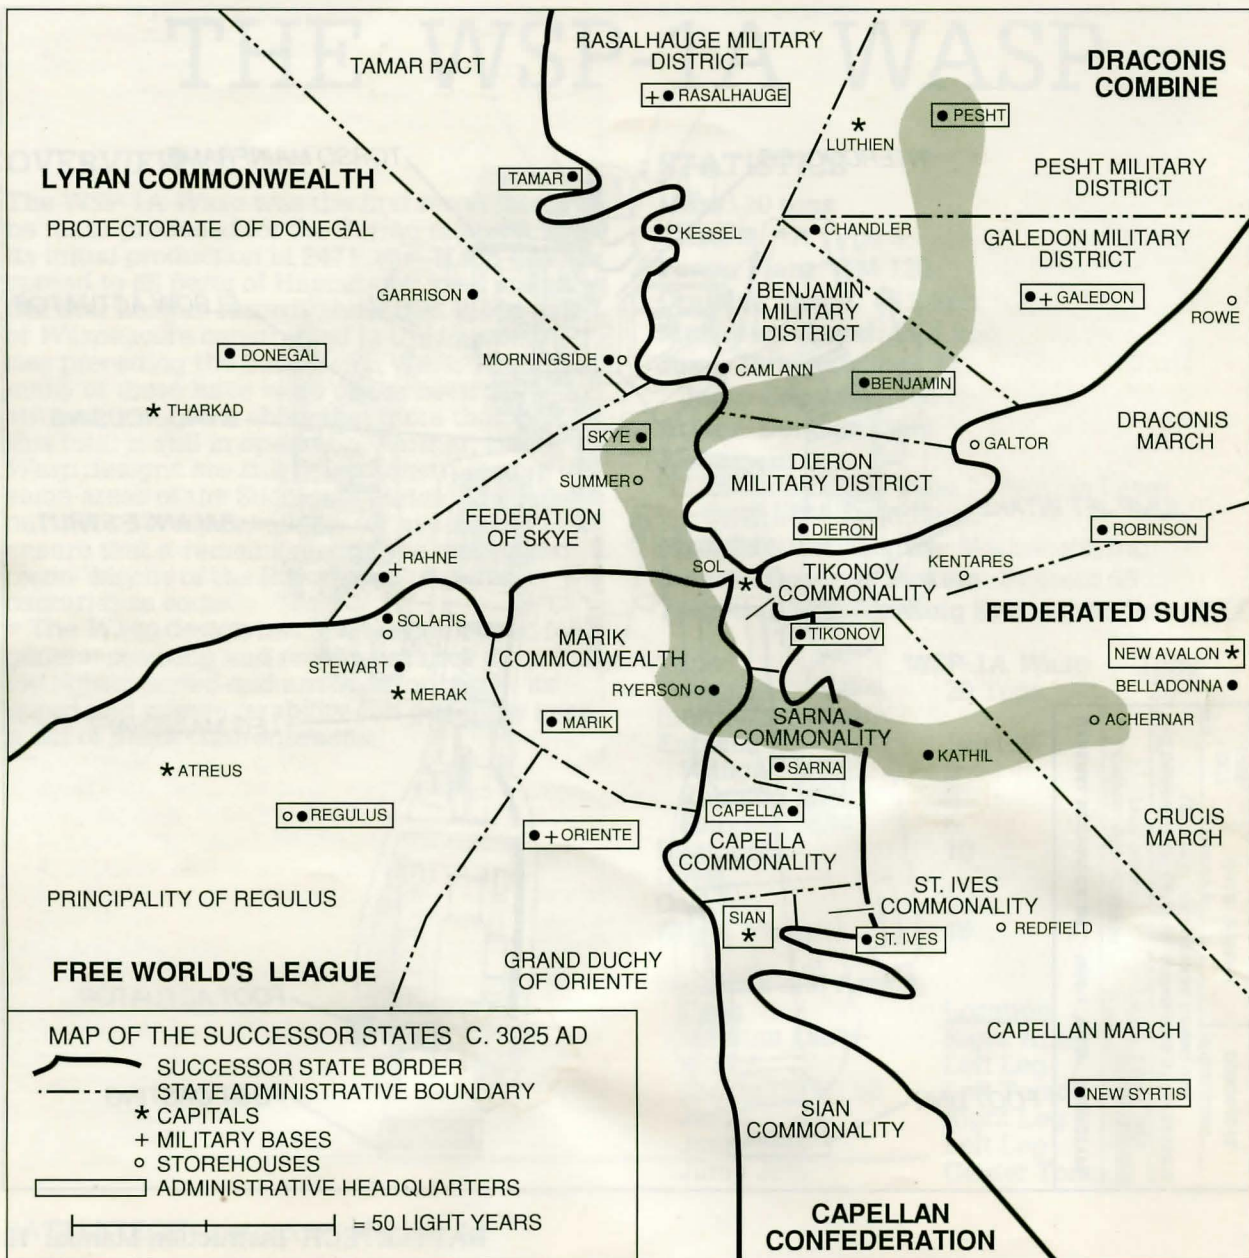 TAMAR PACT
RASALHAUGE MILITARY
DISTRICT
+ RASALHAUGE
DRACONIS
COMBINE
LUTHIEN
PESHT
PESHT MILITARY
DISTRICT
LYRAN COMMONWEALTH
PROTECTORATE OF DONEGAL
TAMAR
KESSEL
CHANDLER
GALEDON MILITARY
DISTRICT
+ GALEDON
ROWE
GARRISON
BENJAMIN
MILITARY
DISTRICT
DONEGAL
MORNINGSIDE
CAMLANN
BENJAMIN
THARKAD
SKYE
DRACONIS
MARCH
GALTOR
SUMMER
DIERON
MILITARY DISTRICT
FEDERATION
OF SKYE
DIERON
ROBINSON
RAHNE
+
SOL
TIKONOV
COMMONALITY
KENTARES
FEDERATED SUNS
SOLARIS
TIKONOV
MARIK
COMMONWEALTH
NEW AVALON
STEWART
MERAK
RYERSON
BELLADONNA
MARIK
SARNA
COMMONALITY
ACHERNAR
ATREUS
SARNA
KATHIL
REGULUS
CAPELLA
CRUCIS
MARCH
+ ORIENTE
CAPELLA
COMMONALITY
PRINCIPALITY OF REGULUS
ST. IVES
COMMONALITY
SIAN
REDFIELD
ST. IVES
FREE WORLD'S LEAGUE
GRAND DUCHY
OF ORIENTE
CAPELLAN MARCH
NEW SYRTIS
SIAN
COMMONALITY
CAPELLAN
CONFEDERATION
MAP OF THE SUCCESSOR STATES C. 3025 AD
SUCCESSOR STATE BORDER
STATE ADMINISTRATIVE BOUNDARY
* CAPITALS
+ MILITARY BASES
STOREHOUSES
ADMINISTRATIVE HEADQUARTERS
= 50 LIGHT YEARS